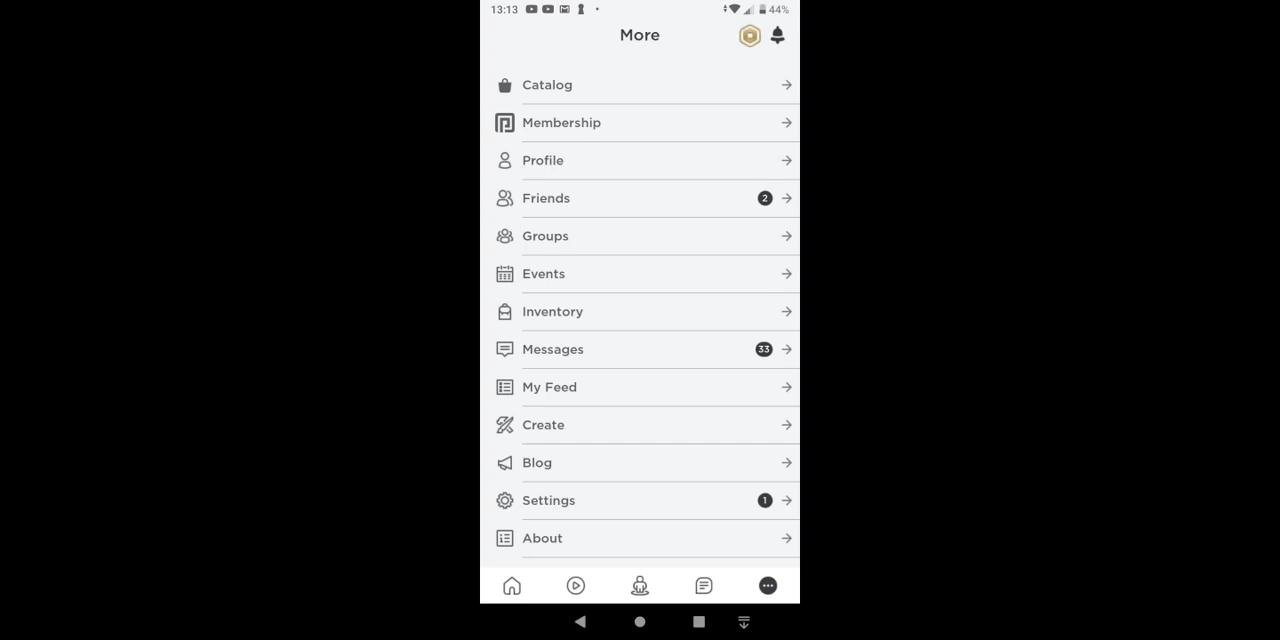 13:13 44%
More
Catalog
Membership
Profile
Friends 2
Groups
Events
Inventory
Messages 33
My Feed
Create
Blog
Settings 1
About